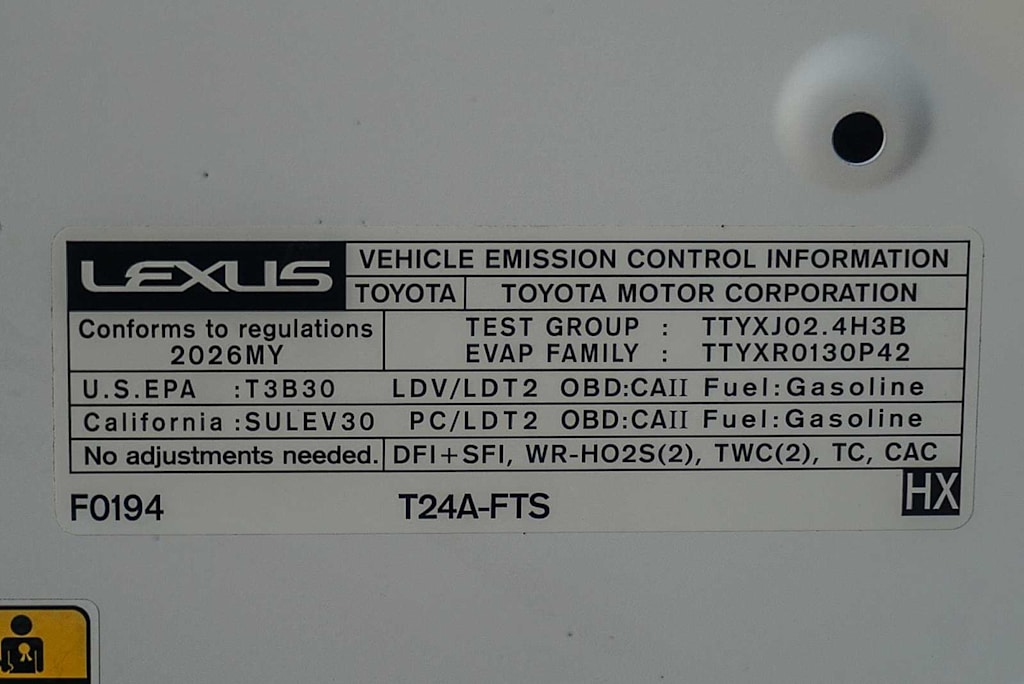 LEXUS VEHICLE EMISSION CONTROL INFORMATION
TOYOTA TOYOTA MOTOR CORPORATION
Conforms to regulations TEST GROUP : TTYXJ02.4H3B
2026MY EVAP FAMILY : TTYXR0130P42
U.S.EPA :T3B30 LDV/LDT2 OBD:CAII Fuel:Gasoline
California :SULEV30 PC/LDT2 OBD:CAII Fuel:Gasoline
No adjustments needed. DFI+SFI, WR-HO2S(2), TWC(2), TC, CAC
F0194 T24A-FTS HX